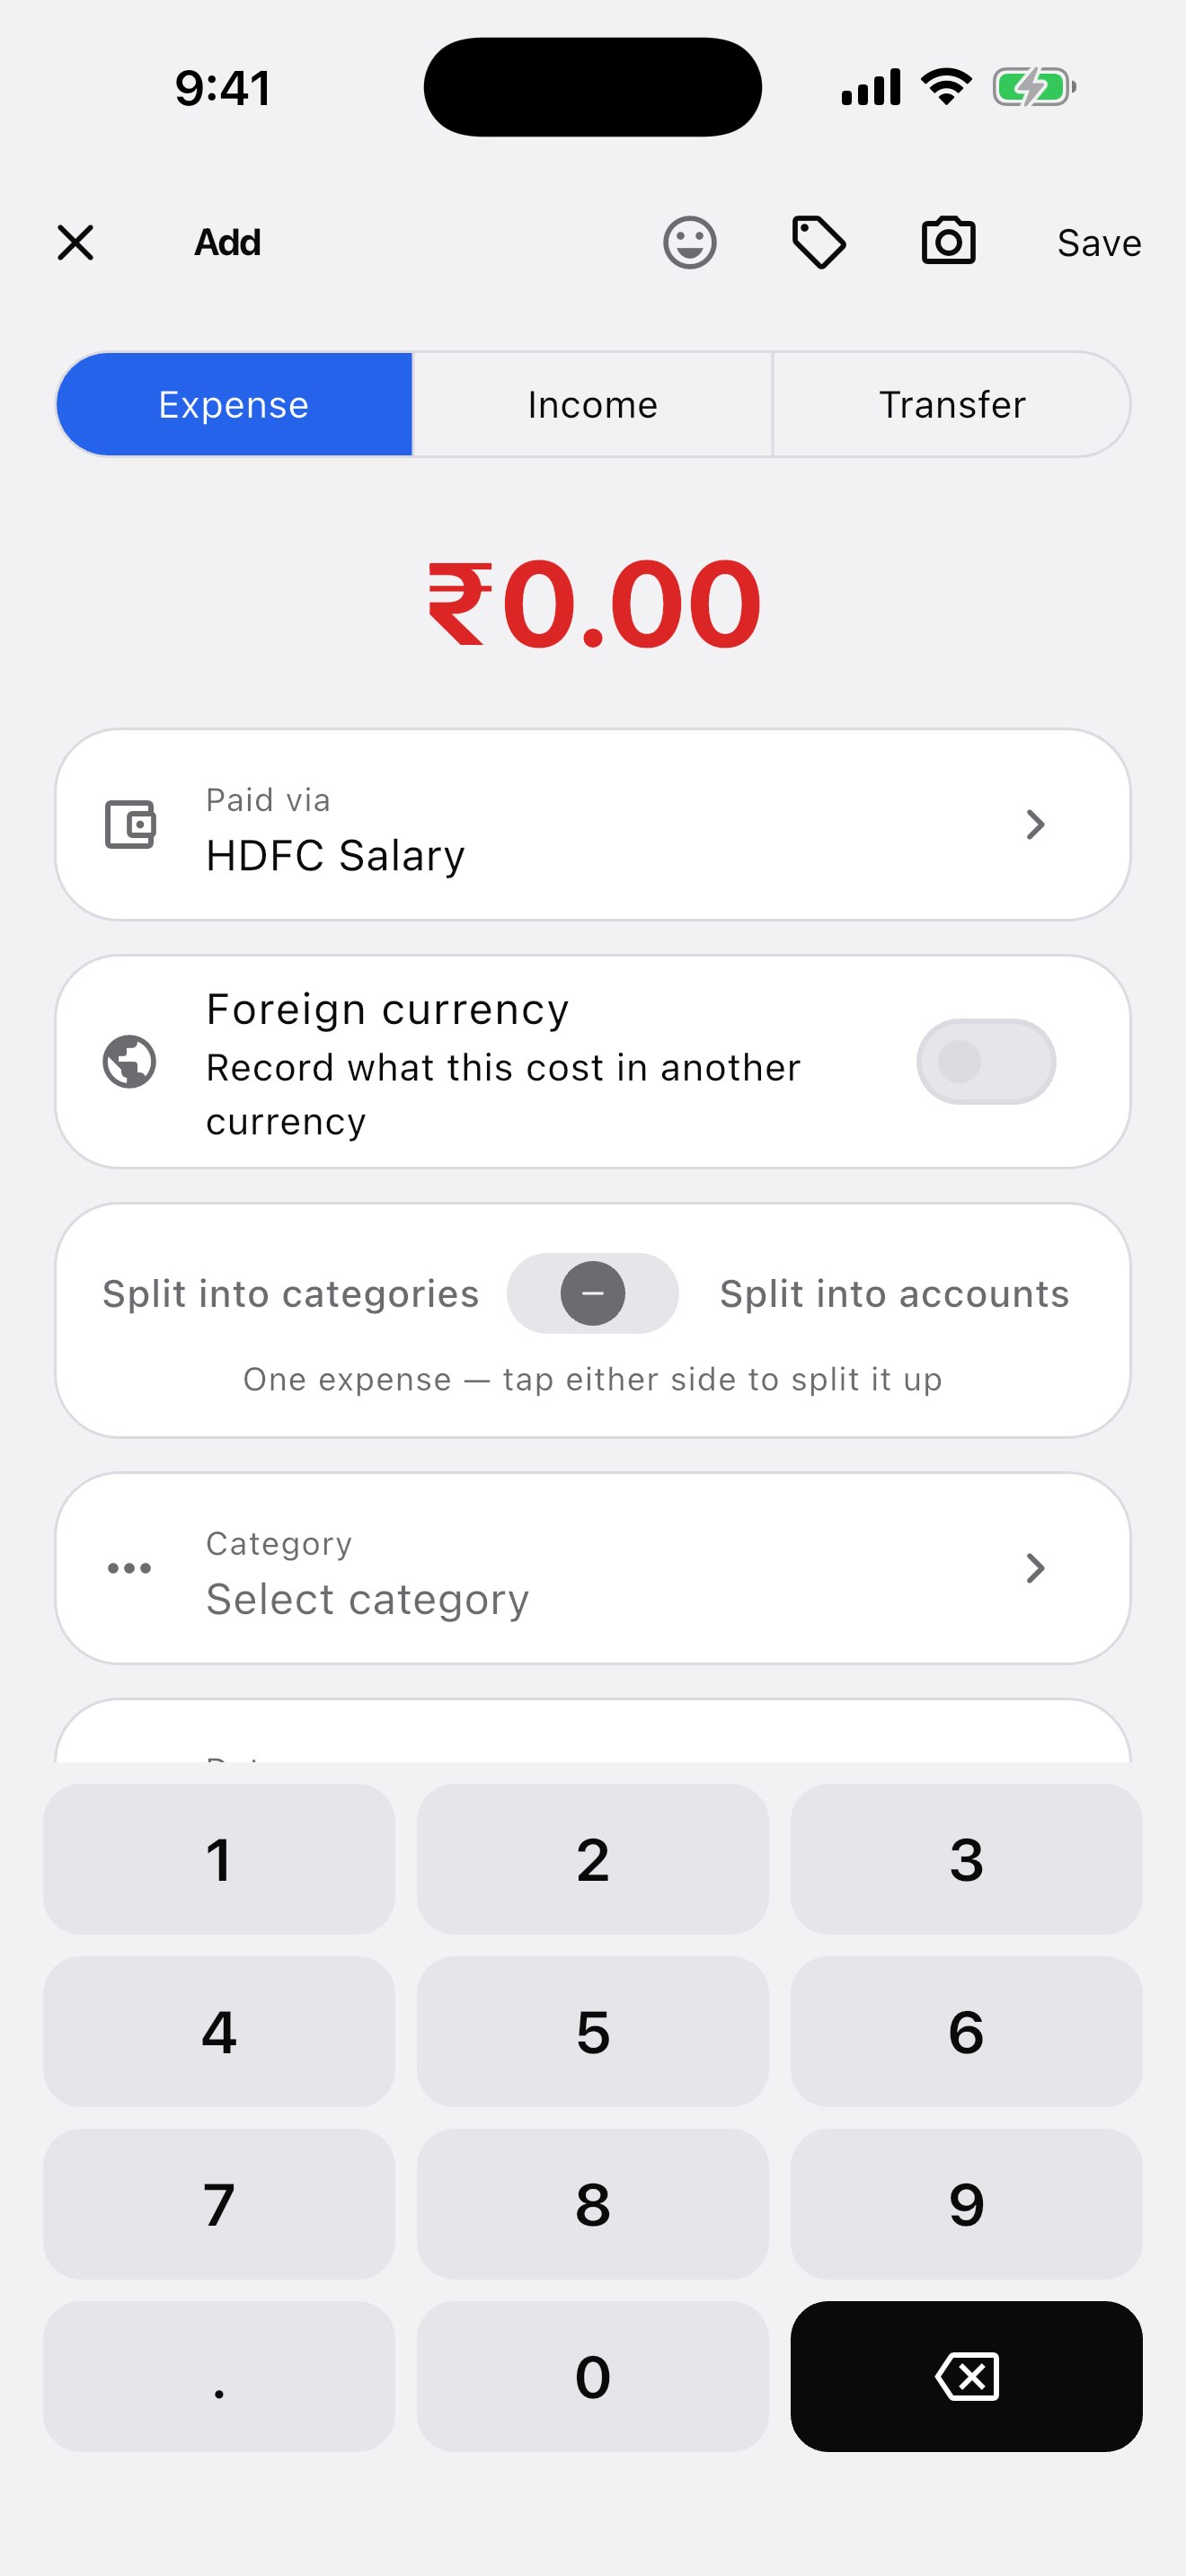 9:41
Add
Save
Expense
Income
Transfer
₹0.00
Paid via
HDFC Salary
Foreign currency
Record what this cost in another
currency
Split into categories
Split into accounts
One expense — tap either side to split it up
Category
Select category
1
2
3
4
5
6
7
8
9
.
0